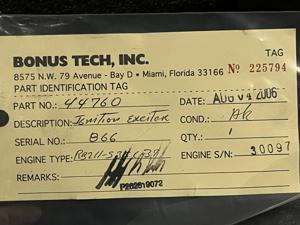 BONUS TECH, INC. TAG
8575 N.W. 79 Avenue - Bay D • Miami, Florida 33166 No 225794
PART IDENTIFICATION TAG
PART NO.: 44760 DATE: AUG 04 2006
DESCRIPTION: Ignition Exciter COND.: AR
SERIAL NO.: 866 QTY.: 1
ENGINE TYPE: ENGINE S/N: 30097
REMARKS:
P262619072